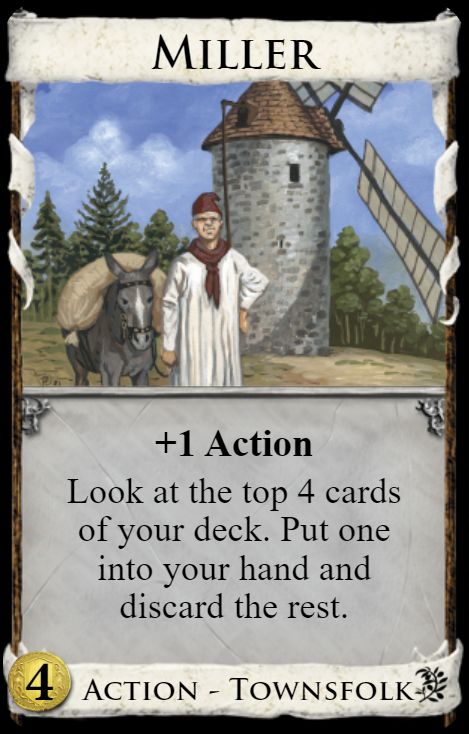 MILLER
+1 Action
Look at the top 4 cards
of your deck. Put one
into your hand and
discard the rest.
4
ACTION - TOWNSFOLK